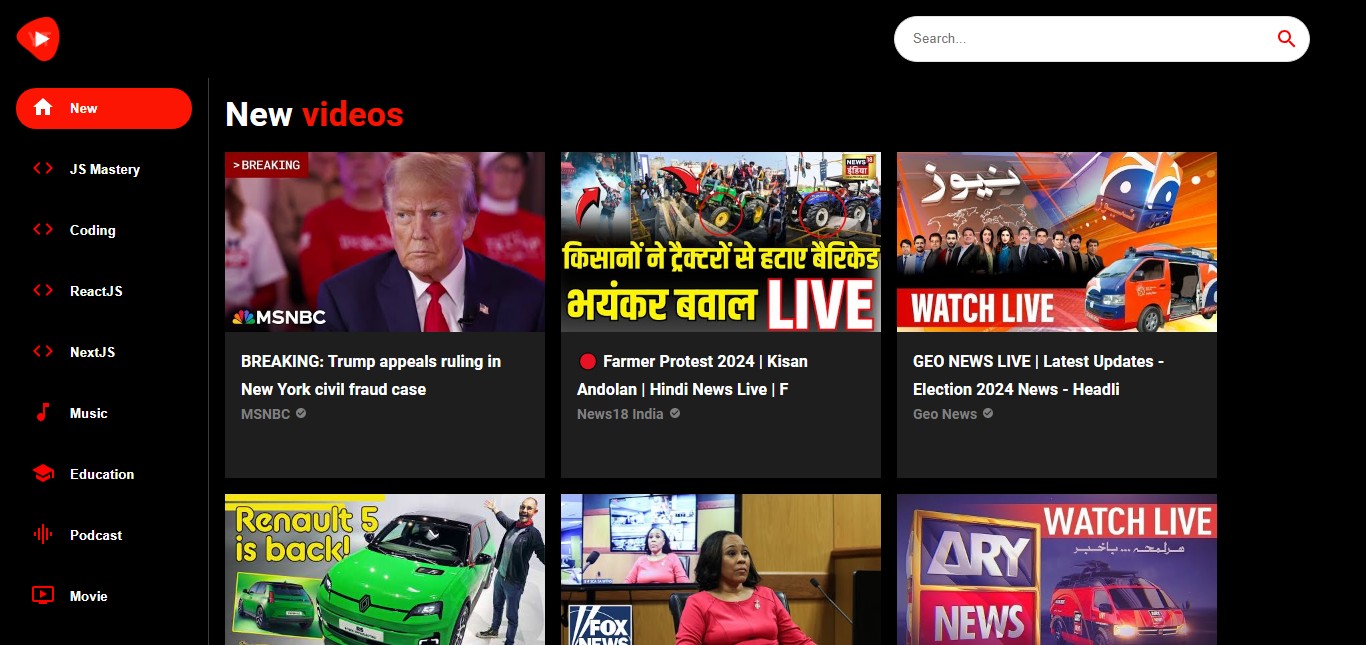 Search...
New
JS Mastery
Coding
ReactJS
NextJS
Music
Education
Podcast
Movie
New videos
>BREAKING
MSNBC
BREAKING: Trump appeals ruling in
New York civil fraud case
MSNBC
NEWS 18
इंडिया
किसानों ने ट्रैक्टरों से हटाए बैरिकेड
भयंकर बवाल LIVE
🔴 Farmer Protest 2024 | Kisan
Andolan | Hindi News Live | F
News18 India
نیوز
WATCH LIVE
GEO NEWS LIVE | Latest Updates -
Election 2024 News - Headli
Geo News
Renault 5
is back!
FOX
NEWS
WATCH LIVE
ہر لمحہ ... باخبر
ARY
NEWS